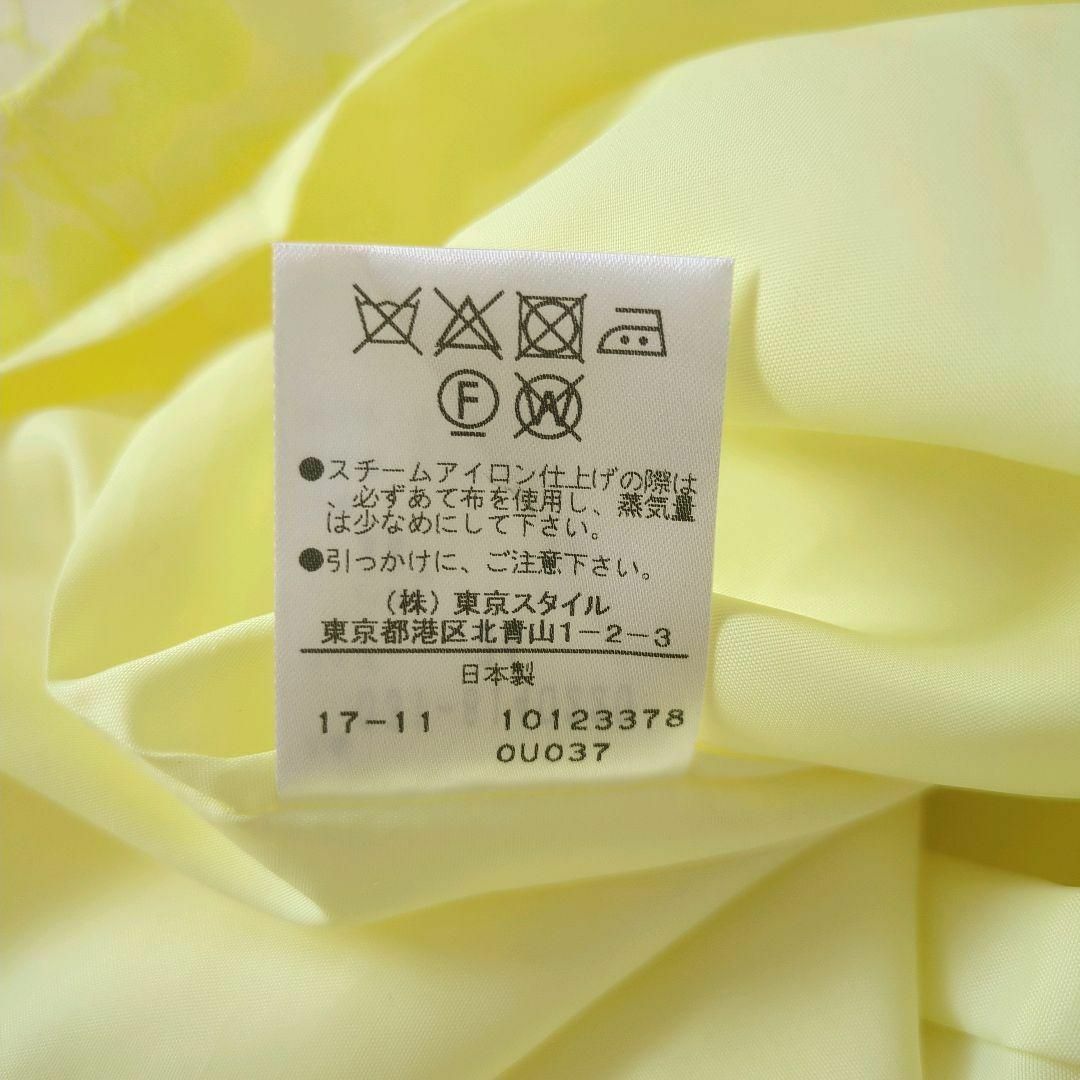 F W
●スチームアイロン仕上げの際は
、必ずあて布を使用し、蒸気量
は少なめにして下さい。
●引っかけに、ご注意下さい。
（株）東京スタイル
東京都港区北青山1-2-3
日本製
17-11 10123378
0U037